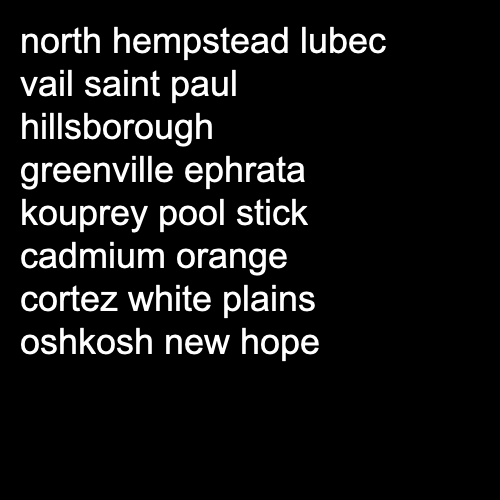 north hempstead lubec
vail saint paul
hillsborough
greenville ephrata
kouprey pool stick
cadmium orange
cortez white plains
oshkosh new hope